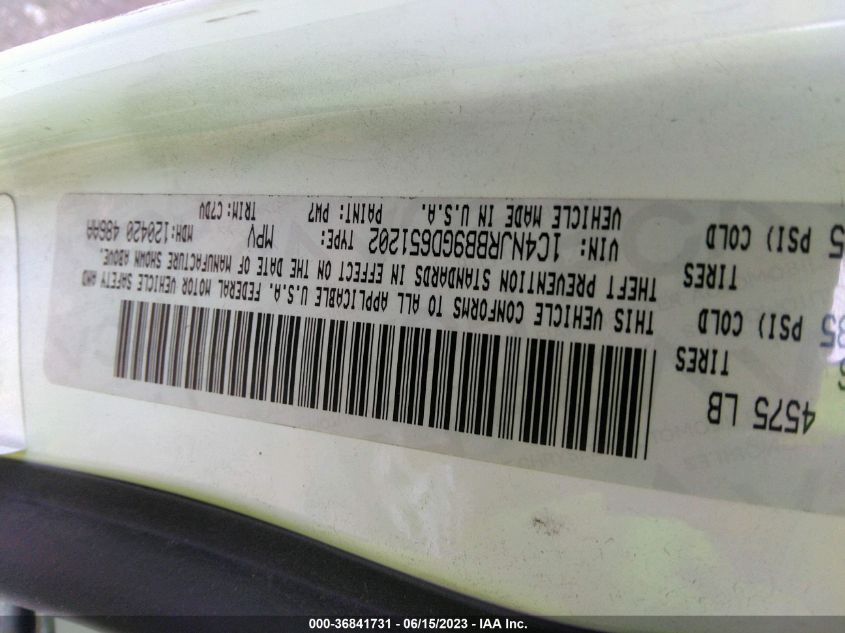 4575 LB
TIRES
35 PSI) COLD
TIRES
5 PSI) COLD
THIS VEHICLE CONFORMS TO ALL APPLICABLE U.S.A. FEDERAL MOTOR VEHICLE SAFETY AND
THEFT PREVENTION STANDARDS IN EFFECT ON THE DATE OF MANUFACTURE SHOWN ABOVE.
VIN: 1C4NJRBB9GD651202 TYPE: MPV MDH:120420 486AA
VEHICLE MADE IN U.S.A. PAINT: PW7 TRIM: C7DV
000-36841731 - 06/15/2023 - IAA Inc.